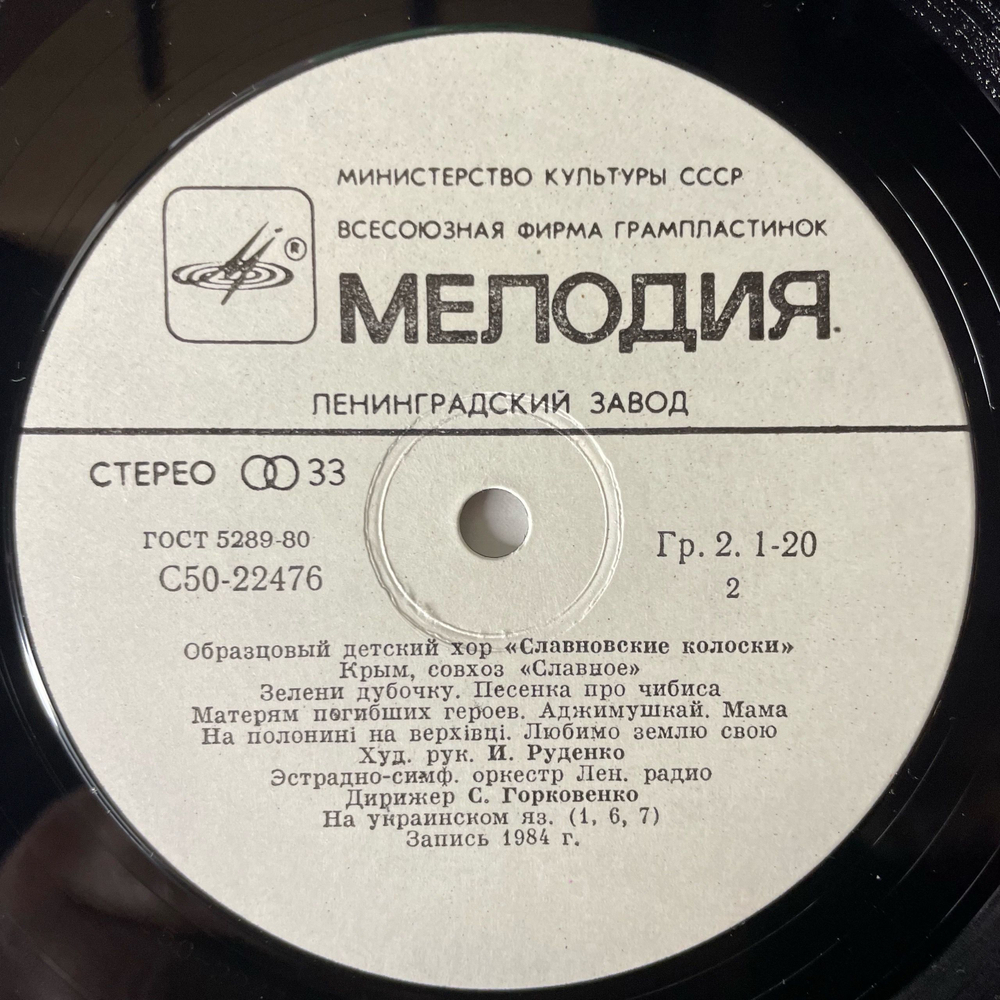 МИНИСТЕРСТВО КУЛЬТУРЫ СССР
ВСЕСОЮЗНАЯ ФИРМА ГРАМПЛАСТИНОК
®
МЕЛОДИЯ
ЛЕНИНГРАДСКИЙ ЗАВОД
СТЕРЕО 33
ГОСТ 5289-80
С50-22476
Гр. 2. 1-20
2
Образцовый детский хор «Славновские колоски»
Крым, совхоз «Славное»
Зелени дубочку. Песенка про чибиса
Матерям погибших героев. Аджимушкай. Мама
На полонині на верхівці. Любимо землю свою
Худ. рук. И. Руденко
Эстрадно-симф. оркестр Лен. радио
Дирижер С. Горковенко
На украинском яз. (1, 6, 7)
Запись 1984 г.